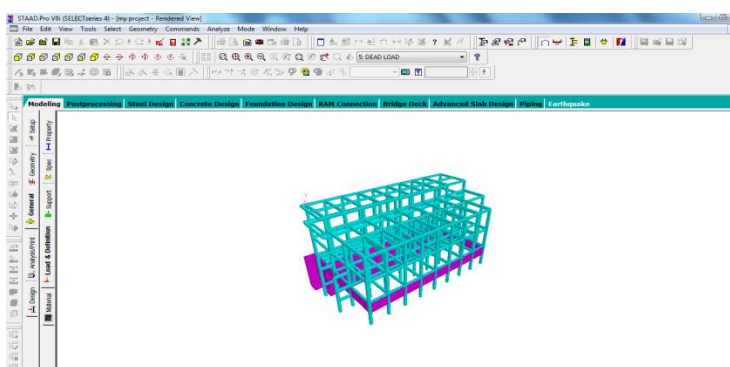 STAAD.Pro V8i (SELECTseries 4) - [my project - Rendered View]
File Edit View Tools Select Geometry Commands Analyze Mode Window Help
5: DEAD LOAD
Modeling Postprocessing Steel Design Concrete Design Foundation Design RAM Connection Bridge Deck Advanced Slab Design Piping Earthquake
Setup
Geometry
General
Analysis/Print
Design
Property
Spec
Support
Load & Definition
Material